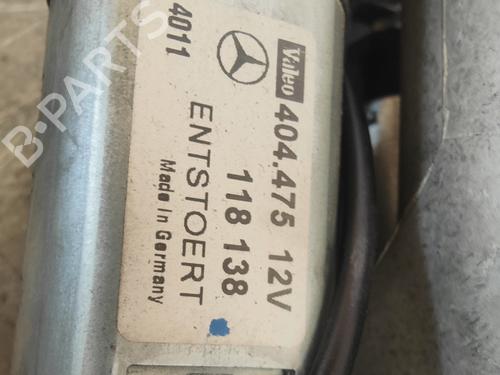 Valeo 404.475 12V
118 138
4011 ENTSTOERT
Made in Germany
B-PARTS